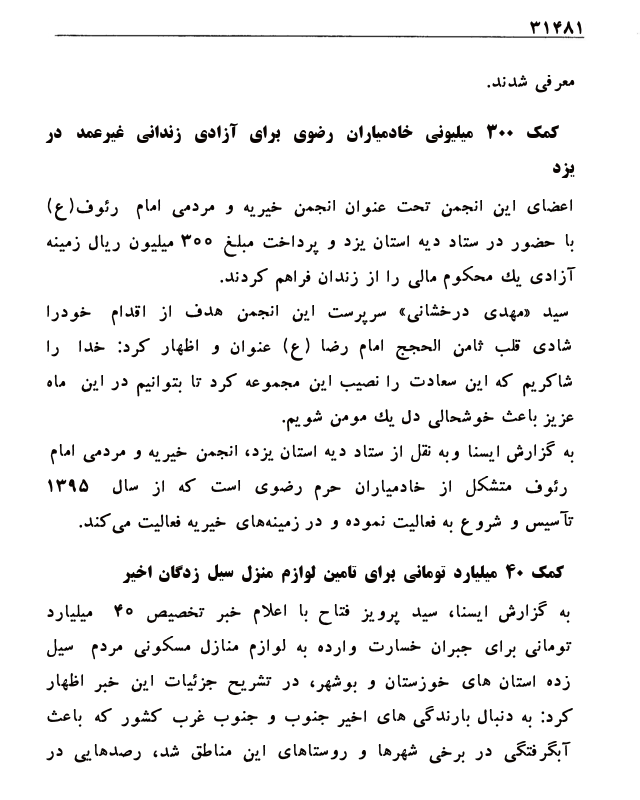 ۳۱۴۸۱
معرفی شدند.
کمک ۳۰۰ میلیونی خادمیاران رضوی برای آزادی زندانی غیرعمد در
یزد
اعضای این انجمن تحت عنوان انجمن خیریه و مردمی امام رئوف(ع)
با حضور در ستاد دیه استان یزد و پرداخت مبلغ ۳۰۰ میلیون ریال زمینه
آزادی يك محکوم مالی را از زندان فراهم کردند.
سید «مهدی درخشانی» سرپرست این انجمن هدف از اقدام خودرا
شادی قلب ثامن الحجج امام رضا (ع) عنوان و اظهار کرد: خدا را
شاکریم که این سعادت را نصیب این مجموعه کرد تا بتوانیم در این ماه
عزیز باعث خوشحالی دل يك مومن شویم.
به گزارش ایسنا وبه نقل از ستاد دیه استان یزد، انجمن خیریه و مردمی امام
رئوف متشکل از خادمیاران حرم رضوی است که از سال ۱۳۹۵
تآسیس و شروع به فعالیت نموده و در زمینه‌های خیریه فعالیت می‌کند.
کمک ۴۰ میلیارد تومانی برای تامین لوازم منزل سیل زدگان اخیر
به گزارش ایسنا، سید پرویز فتاح با اعلام خبر تخصیص ۴۰ میلیارد
تومانی برای جبران خسارت وارده به لوازم منازل مسکونی مردم سیل
زده استان های خوزستان و بوشهر، در تشریح جزئیات این خبر اظهار
کرد: به دنبال بارندگی های اخیر جنوب و جنوب غرب کشور که باعث
آبگرفتگی در برخی شهرها و روستاهای این مناطق شد، رصدهایی در